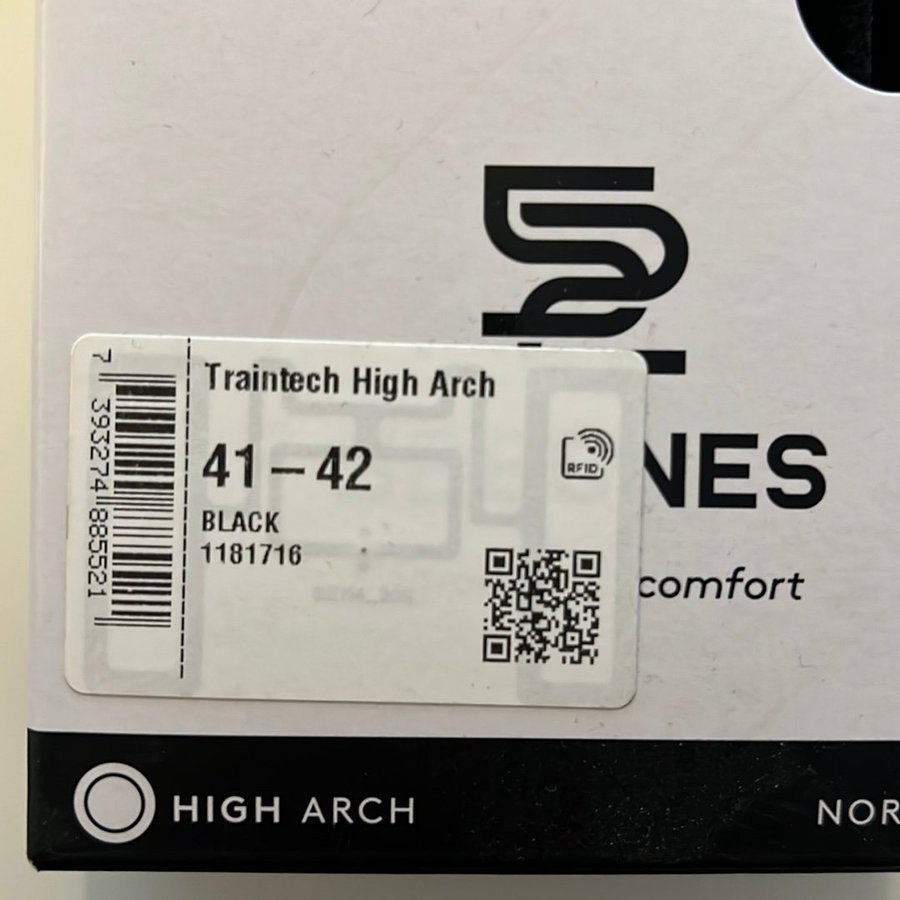 Traintech High Arch
41–42
BLACK
1181716
RFID
7 393274 885521
NES
comfort
HIGH ARCH
NOR